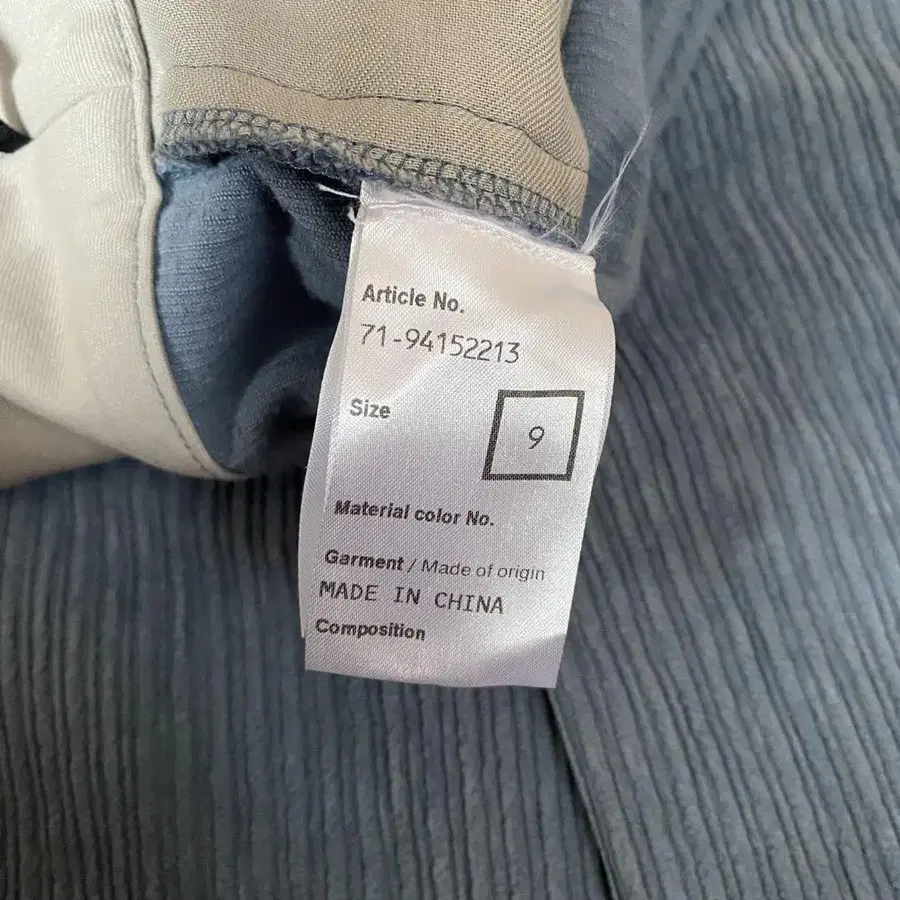 Article No.
71-94152213
Size
9
Material color No.
Garment / Made of origin
MADE IN CHINA
Composition